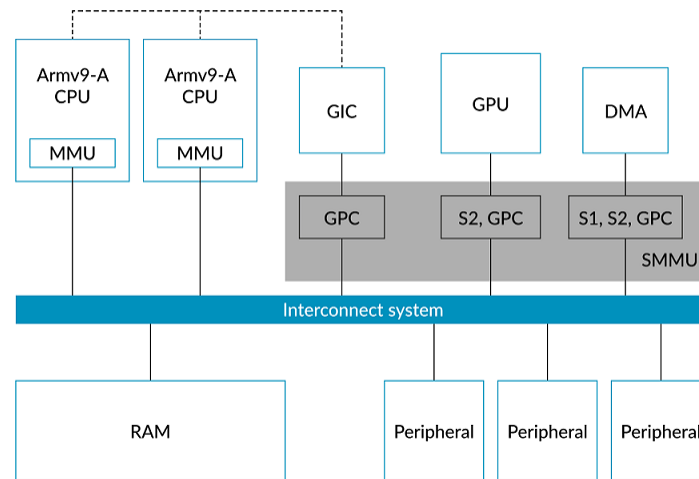 Armv9-A
CPU
MMU
Armv9-A
CPU
MMU
GIC
GPU
DMA
GPC
S2, GPC
S1, S2, GPC
SMMU
Interconnect system
RAM
Peripheral
Peripheral
Peripheral